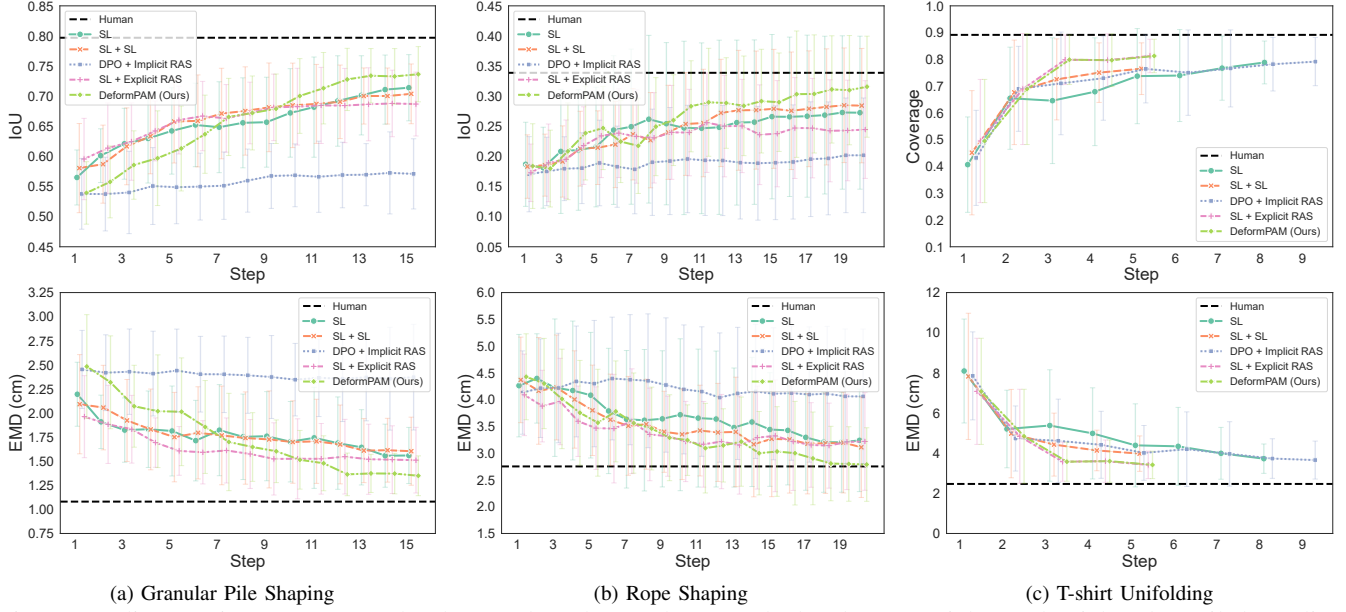 0.85
0.80
0.75
0.70
0.65
0.60
0.55
0.50
0.45
IoU
Human
SL
SL + SL
DPO + Implicit RAS
SL + Explicit RAS
DeformPAM (Ours)
1 3 5 7 9 11 13 15
Step
0.45
0.40
0.35
0.30
0.25
0.20
0.15
0.10
0.05
IoU
Human
SL
SL + SL
DPO + Implicit RAS
SL + Explicit RAS
DeformPAM (Ours)
1 3 5 7 9 11 13 15 17 19
Step
1.0
0.9
0.8
0.7
0.6
0.5
0.4
0.3
0.2
0.1
Coverage
Human
SL
SL + SL
DPO + Implicit RAS
SL + Explicit RAS
DeformPAM (Ours)
1 2 3 4 5 6 7 8 9
Step
3.25
3.00
2.75
2.50
2.25
2.00
1.75
1.50
1.25
1.00
0.75
EMD (cm)
Human
SL
SL + SL
DPO + Implicit RAS
SL + Explicit RAS
DeformPAM (Ours)
1 3 5 7 9 11 13 15
Step
6.0
5.5
5.0
4.5
4.0
3.5
3.0
2.5
2.0
1.5
EMD (cm)
Human
SL
SL + SL
DPO + Implicit RAS
SL + Explicit RAS
DeformPAM (Ours)
1 3 5 7 9 11 13 15 17 19
Step
12
10
8
6
4
2
0
EMD (cm)
Human
SL
SL + SL
DPO + Implicit RAS
SL + Explicit RAS
DeformPAM (Ours)
1 2 3 4 5 6 7 8 9
Step
(a) Granular Pile Shaping
(b) Rope Shaping
(c) T-shirt Unifolding